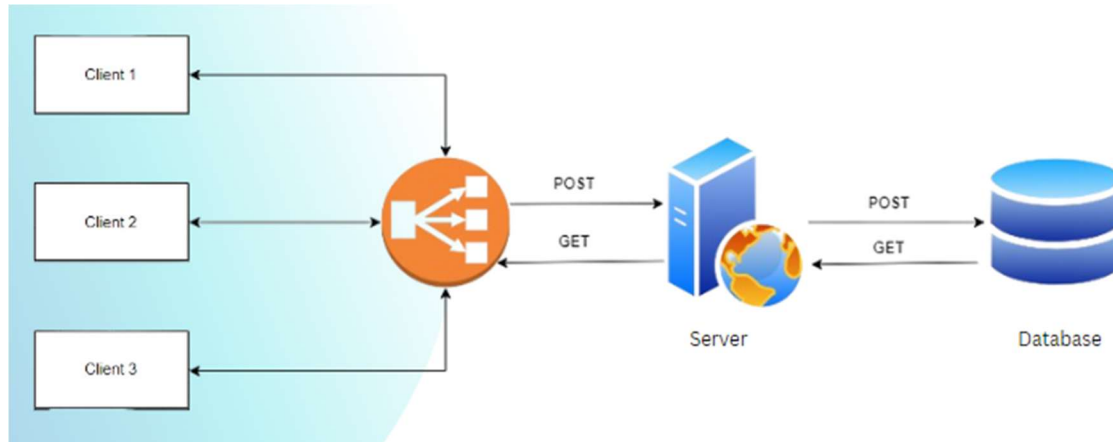 Client 1
Client 2
Client 3
POST
GET
Server
POST
GET
Database